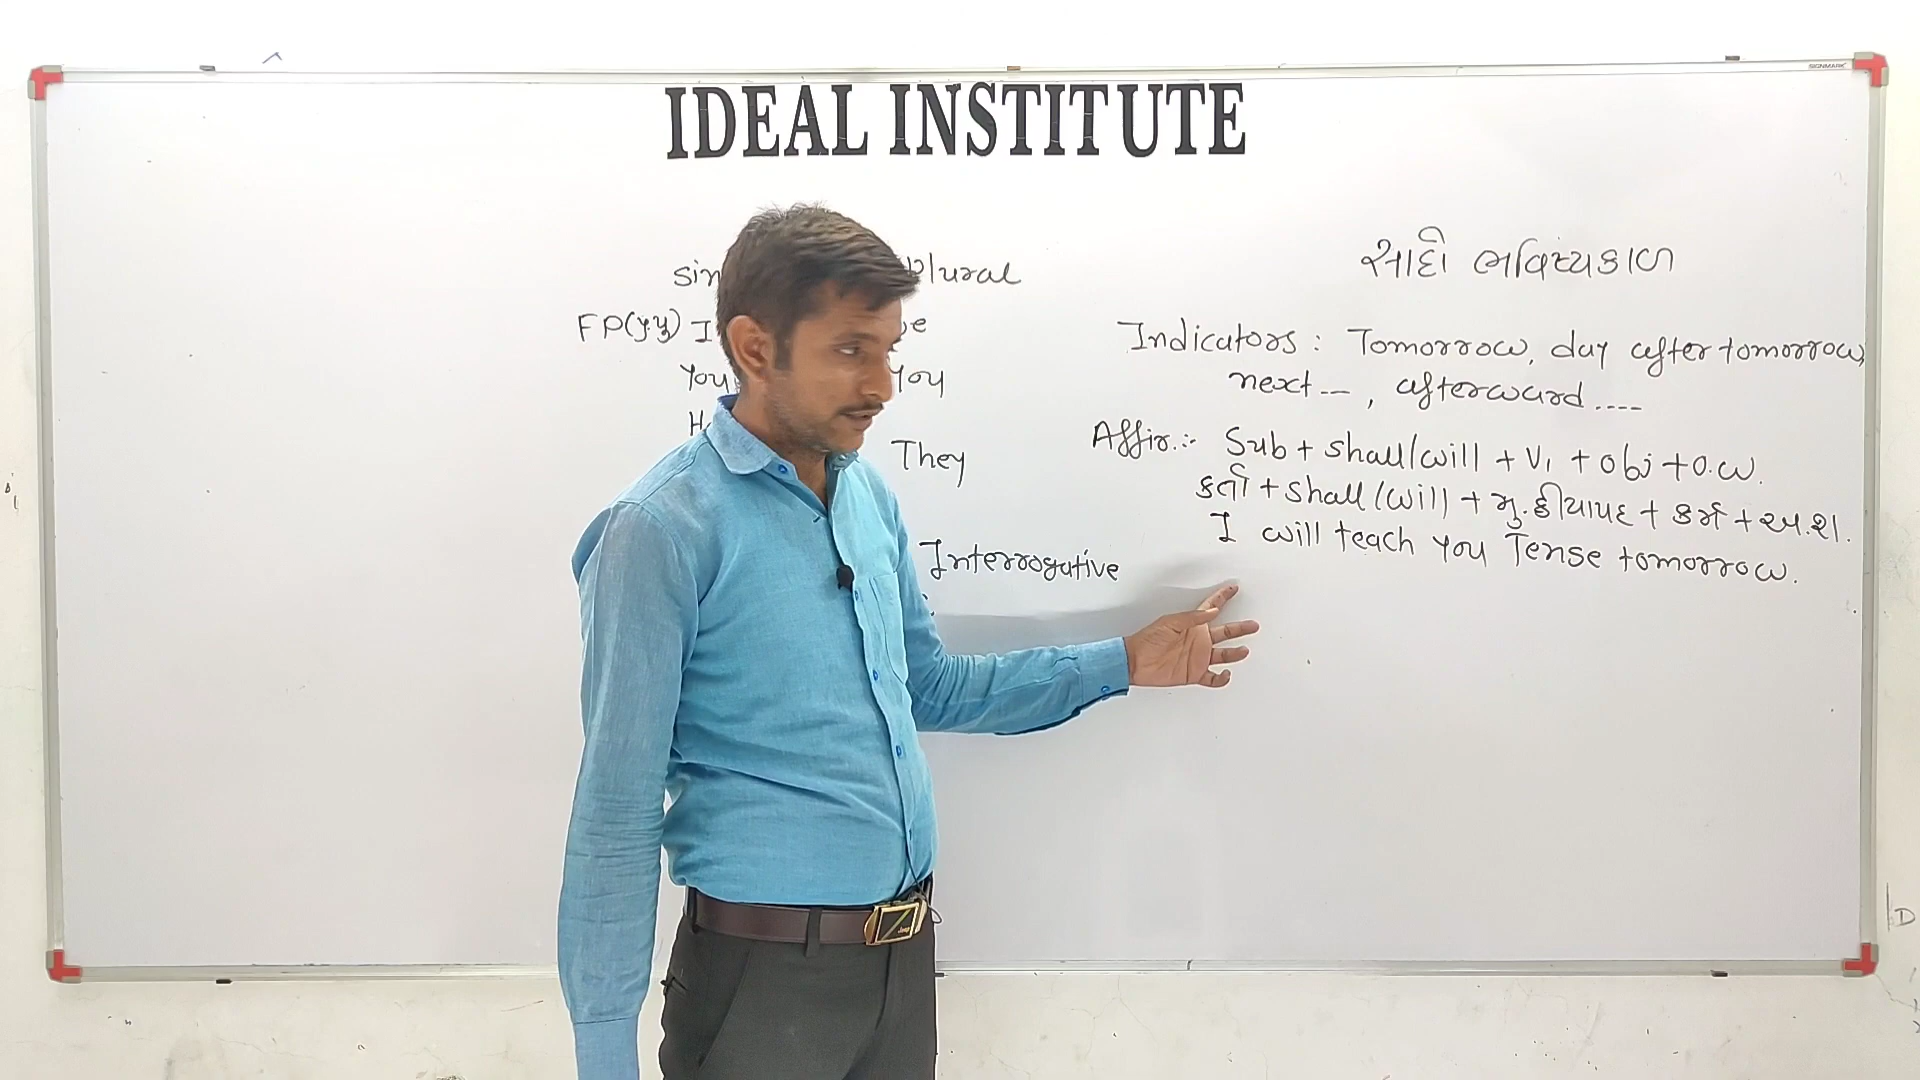 IDEAL INSTITUTE
Plural
FP(પુ.પુ) I
You You
They
Interrogative
સાદો ભવિષ્યકાળ
Indicators : Tomorrow, day after tomorrow,
next --, afterward ....
Affir.:- Sub + shall/will + V1 + obj + o.w.
કર્તા + shall/will + મુ.ક્રીયાપદ + કર્મ + અ.શ.
I will teach you Tense tomorrow.